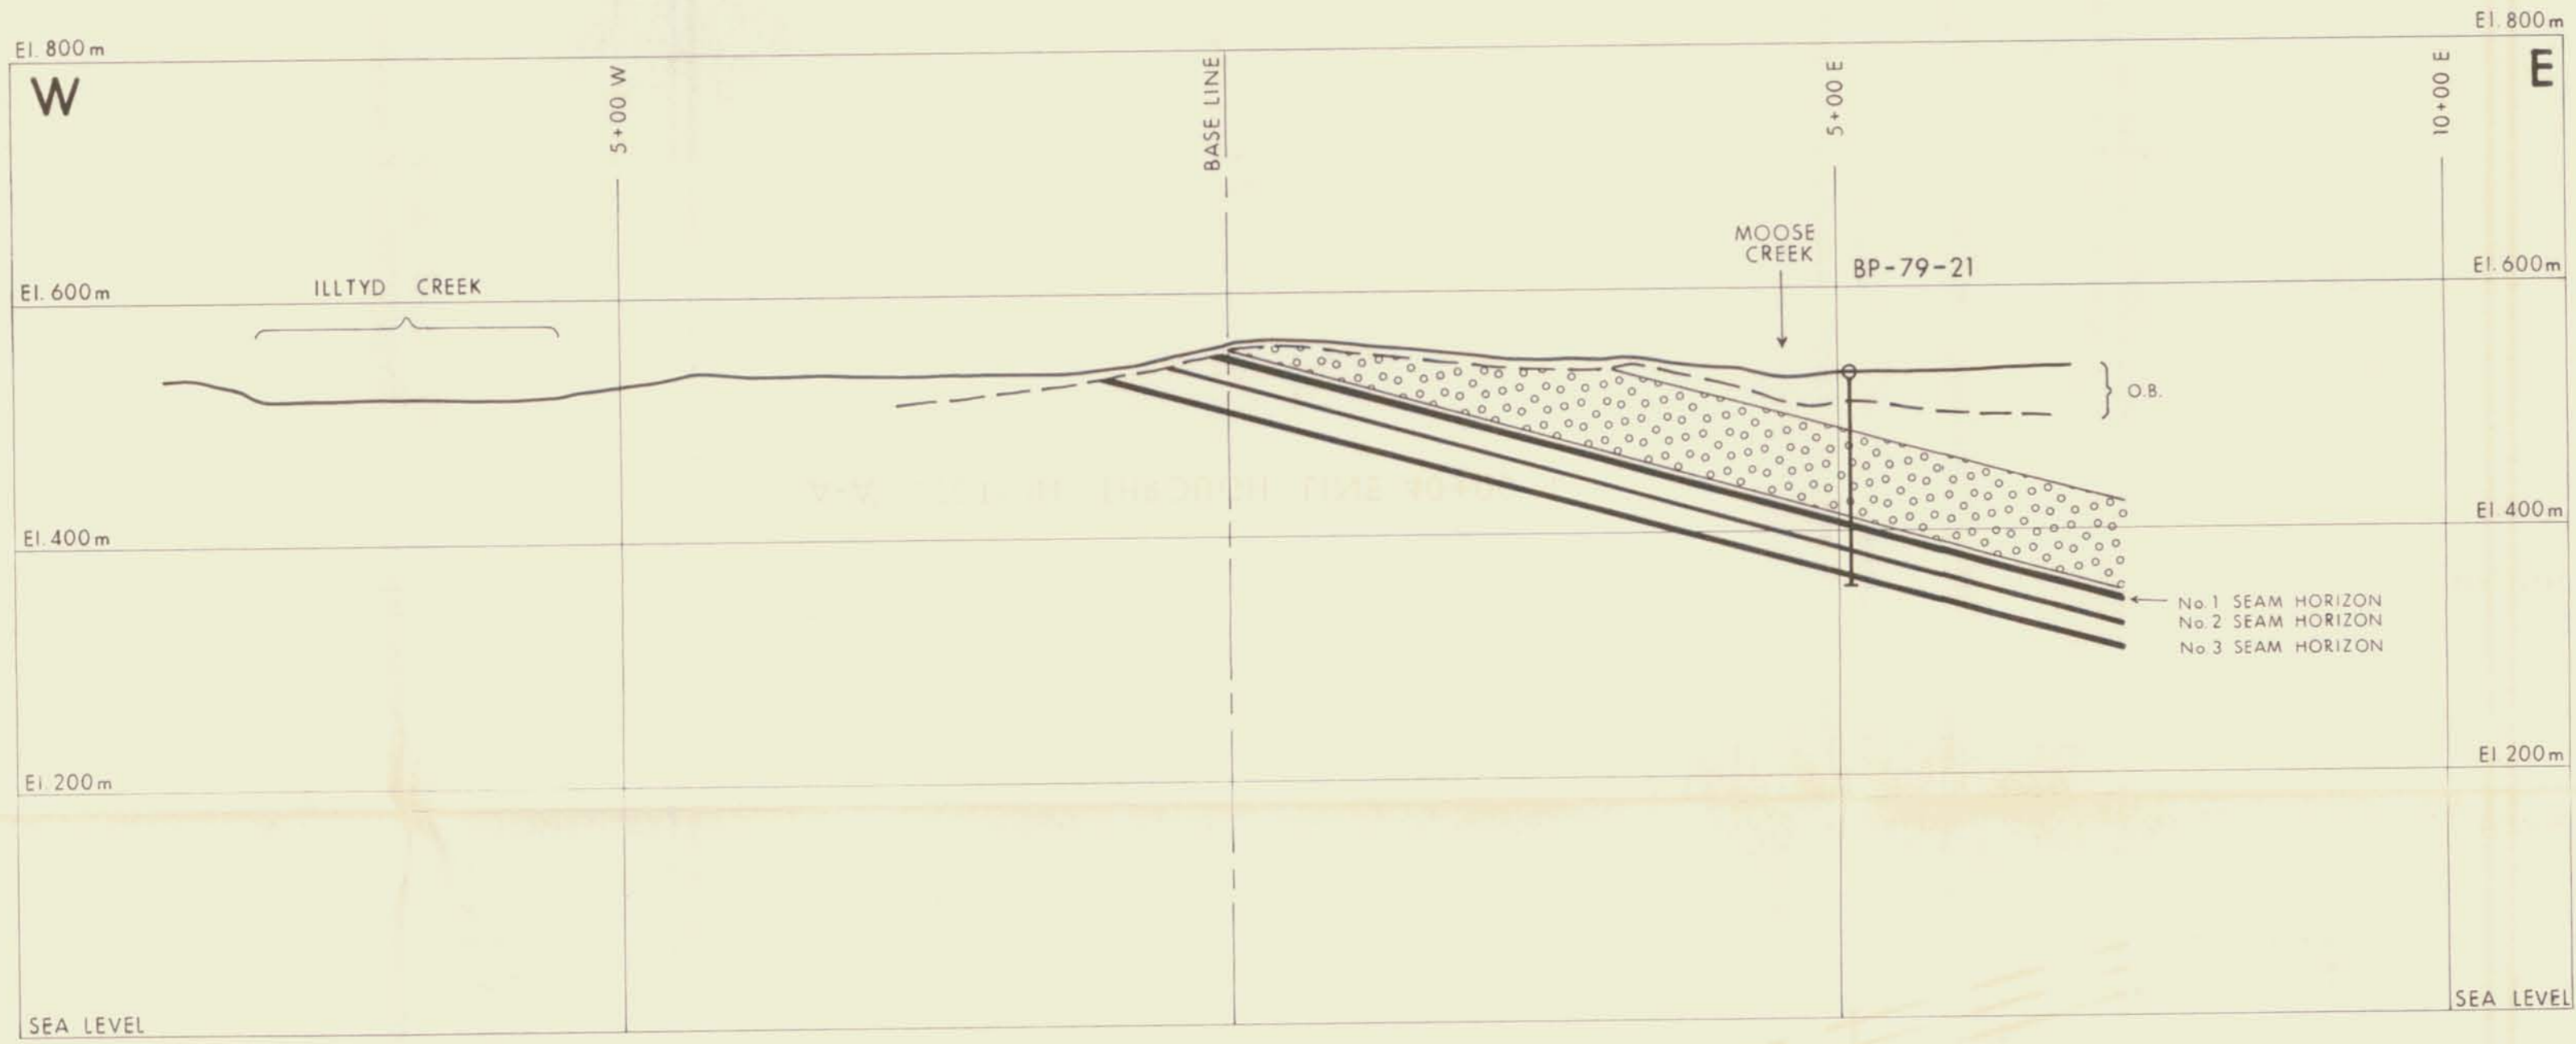 El. 800 m
El. 800 m
W
E
5+00 W
BASE LINE
5+00 E
10+00 E
MOOSE
CREEK
BP-79-21
El. 600 m
El. 600 m
ILLTYD CREEK
O.B.
El. 400 m
El. 400 m
No. 1 SEAM HORIZON
No. 2 SEAM HORIZON
No. 3 SEAM HORIZON
El. 200 m
El. 200 m
SEA LEVEL
SEA LEVEL